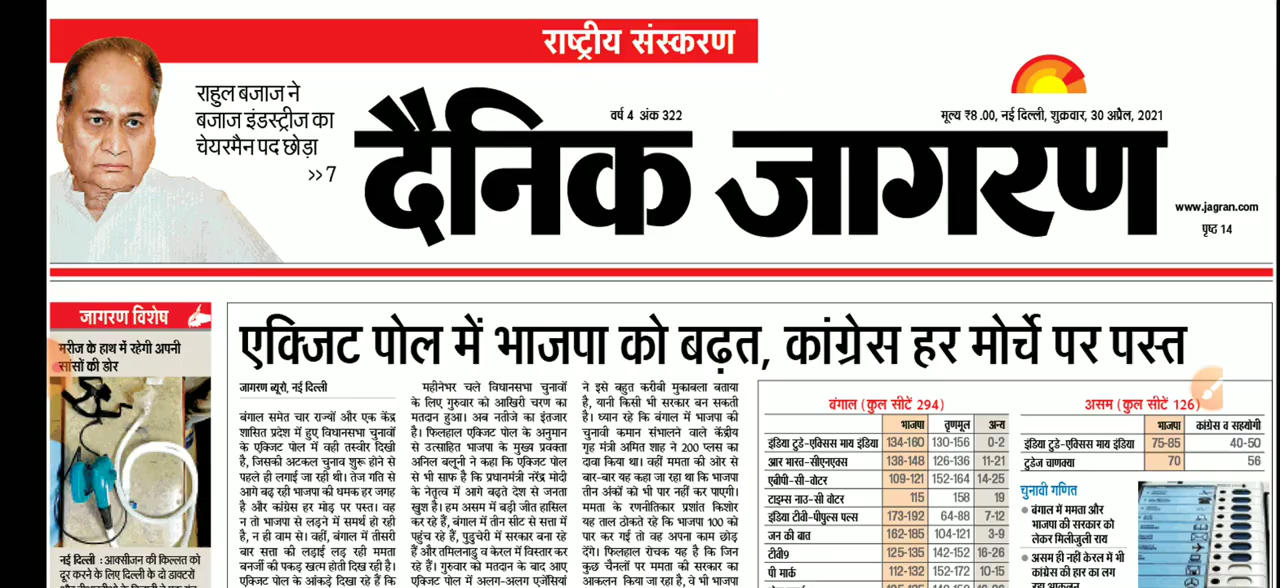 राष्ट्रीय संस्करण
राहुल बजाज ने
बजाज इंडस्ट्रीज का
चेयरमैन पद छोड़ा
>> 7
वर्ष 4 अंक 322
मूल्य ₹8.00, नई दिल्ली, शुक्रवार, 30 अप्रैल, 2021
दैनिक जागरण
www.jagran.com
पृष्ठ 14
जागरण विशेष
मरीज के हाथ में रहेगी अपनी
सांसों की डोर
नई दिल्ली : आक्सीजन की किल्लत को
दूर करने के लिए दिल्ली के दो डाक्टरों
एक्जिट पोल में भाजपा को बढ़त, कांग्रेस हर मोर्चे पर पस्त
जागरण ब्यूरो, नई दिल्ली
बंगाल समेत चार राज्यों और एक केंद्र
शासित प्रदेश में हुए विधानसभा चुनावों
के एक्जिट पोल में वही तस्वीर दिखी
है, जिसकी अटकल चुनाव शुरू होने से
पहले ही लगाई जा रही थी। तेज गति से
आगे बढ़ रही भाजपा की धमक हर जगह
है और कांग्रेस हर मोड़ पर पस्त। वह
न तो भाजपा से लड़ने में समर्थ हो रही
है, न ही वाम से। वहीं, बंगाल में तीसरी
बार सत्ता की लड़ाई लड़ रही ममता
बनर्जी की पकड़ खत्म होती दिख रही है।
एक्जिट पोल के आंकड़े दिखा रहे हैं कि
महीनेभर चले विधानसभा चुनावों
के लिए गुरुवार को आखिरी चरण का
मतदान हुआ। अब नतीजे का इंतजार
है। फिलहाल एक्जिट पोल के अनुमान
से उत्साहित भाजपा के मुख्य प्रवक्ता
अनिल बलूनी ने कहा कि एक्जिट पोल
से भी साफ है कि प्रधानमंत्री नरेंद्र मोदी
के नेतृत्व में आगे बढ़ते देश से जनता
खुश है। हम असम में बड़ी जीत हासिल
कर रहे हैं, बंगाल में तीन सीट से सत्ता में
पहुंच रहे हैं, पुडुचेरी में सरकार बना रहे
हैं और तमिलनाडु व केरल में विस्तार कर
रहे हैं। गुरुवार को मतदान के बाद आए
एक्जिट पोल में अलग-अलग एजेंसियां
ने इसे बहुत करीबी मुकाबला बताया
है, यानी किसी भी सरकार बन सकती
है। ध्यान रहे कि बंगाल में भाजपा की
चुनावी कमान संभालने वाले केंद्रीय
गृह मंत्री अमित शाह ने 200 प्लस का
दावा किया था। वहीं ममता की ओर से
बार-बार यह कहा जा रहा था कि भाजपा
तीन अंकों को भी पार नहीं कर पाएगी।
ममता के रणनीतिकार प्रशांत किशोर
यह ताल ठोकते रहे कि भाजपा 100 को
पार कर गई तो वह अपना काम छोड़
देंगे। फिलहाल रोचक यह है कि जिन
कुछ चैनलों पर ममता की सरकार का
आकलन किया जा रहा है, वे भी भाजपा
बंगाल (कुल सीटें 294)
भाजपा तृणमूल अन्य
इंडिया टुडे-एक्सिस माय इंडिया 134-160 130-156 0-2
आर भारत-सीएनएक्स 138-148 126-136 11-21
एबीपी-सी-वोटर 109-121 152-164 14-25
टाइम्स नाउ-सी वोटर 115 158 19
इंडिया टीवी-पीपुल्स पल्स 173-192 64-88 7-12
जन की बात 162-185 104-121 3-9
टीवी9 125-135 142-152 16-26
पी मार्क 112-132 152-172 10-15
असम (कुल सीटें 126)
भाजपा कांग्रेस व सहयोगी
इंडिया टुडे-एक्सिस माय इंडिया 75-85 40-50
टुडेज चाणक्या 70 56
चुनावी गणित
● बंगाल में ममता और
भाजपा की सरकार को
लेकर मिलीजुली राय
● असम ही नहीं केरल में भी
कांग्रेस की हार का लग